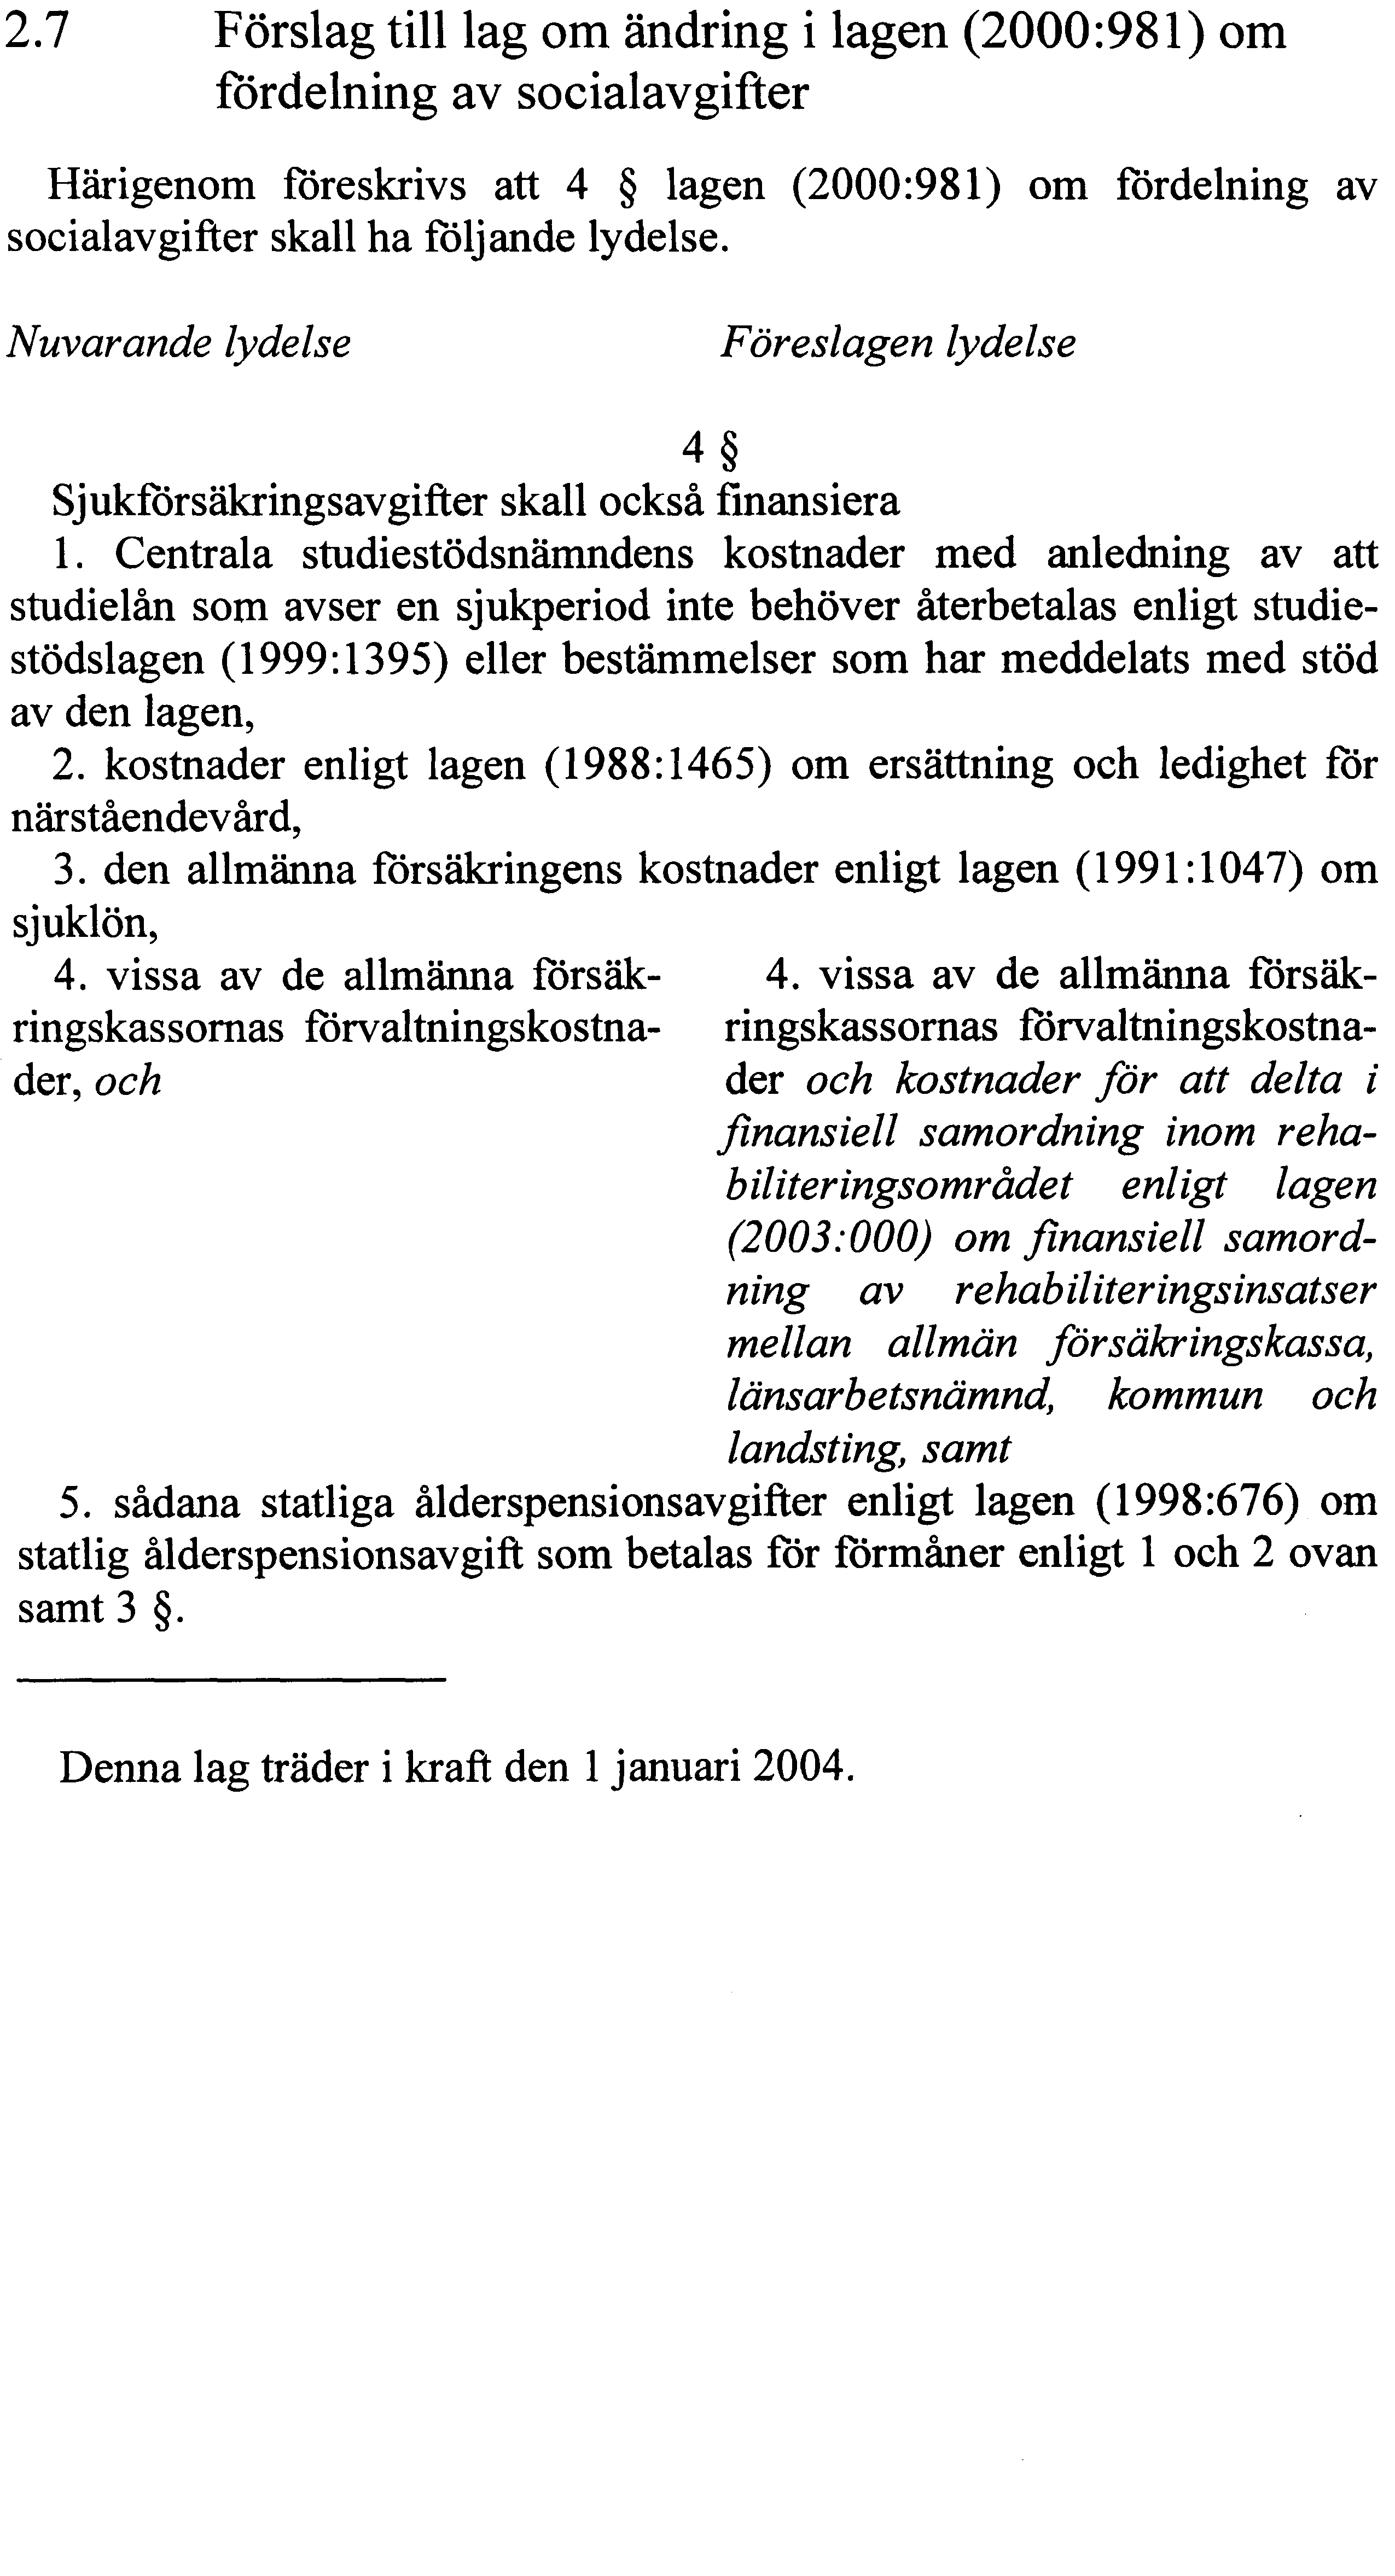 2.7 Förslag till lag om ändring i lagen (2000:981) om
fördelning av socialavgifter
Härigenom föreskrivs att 4 § lagen (2000:981) om fördelning av
socialavgifter skall ha följande lydelse.
Nuvarande lydelse
Föreslagen lydelse
4 §
Sjukförsäkringsavgifter skall också finansiera
1. Centrala studiestödsnämndens kostnader med anledning av att
studielån som avser en sjukperiod inte behöver återbetalas enligt studie-
stödslagen (1999:1395) eller bestämmelser som har meddelats med stöd
av den lagen,
2. kostnader enligt lagen (1988:1465) om ersättning och ledighet för
närståendevård,
3. den allmänna försäkringens kostnader enligt lagen (1991:1047) om
sjuklön,
4. vissa av de allmänna försäk-
ringskassornas förvaltningskostna-
der, och
4. vissa av de allmänna försäk-
ringskassornas förvaltningskostna-
der och kostnader för att delta i
finansiell samordning inom reha-
biliteringsområdet enligt lagen
(2003:000) om finansiell samord-
ning av rehabiliteringsinsatser
mellan allmän försäkringskassa,
länsarbetsnämnd, kommun och
landsting, samt
5. sådana statliga ålderspensionsavgifter enligt lagen (1998:676) om
statlig ålderspensionsavgift som betalas för förmåner enligt 1 och 2 ovan
samt 3 §.
Denna lag träder i kraft den 1 januari 2004.